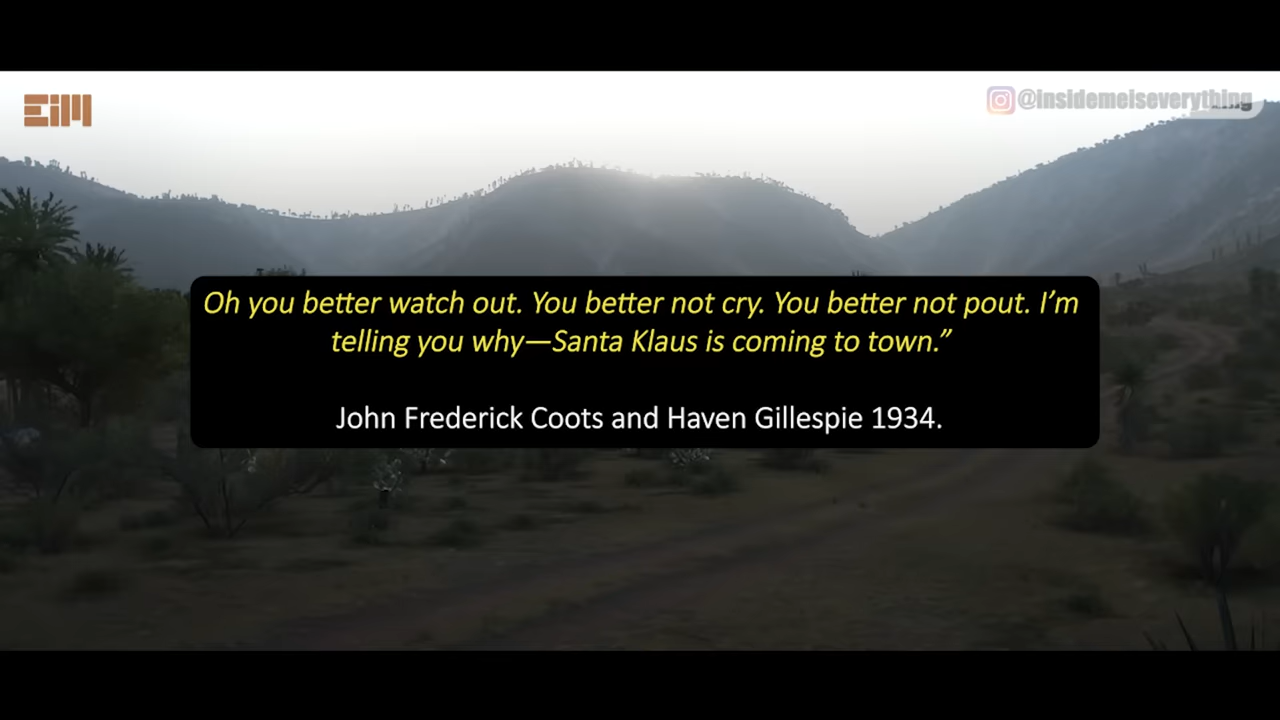 EiM
@insidemeiseverything
Oh you better watch out. You better not cry. You better not pout. I’m
telling you why—Santa Klaus is coming to town.”
John Frederick Coots and Haven Gillespie 1934.